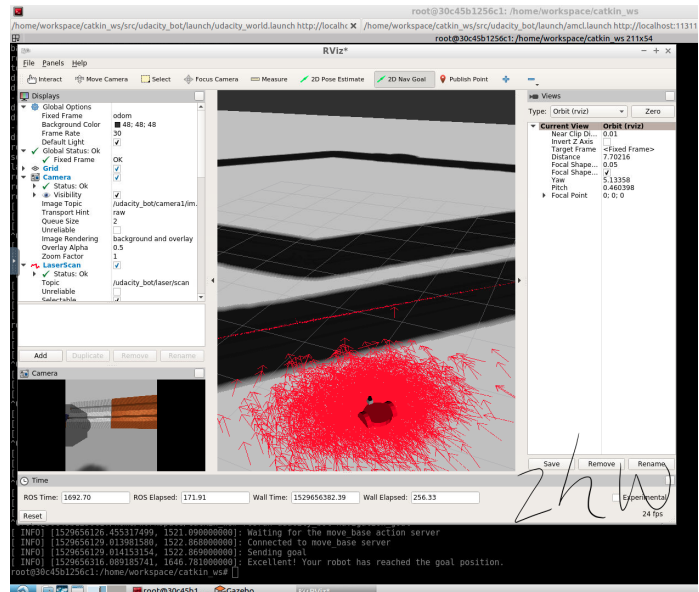 root@30c45b1256c1: /home/workspace/catkin_ws
/home/workspace/catkin_ws/src/udacity_bot/launch/udacity_world.launch http://localhc ✕ /home/workspace/catkin_ws/src/udacity_bot/launch/amcl.launch http://localhost:11311
root@30c45b1256c1: /home/workspace/catkin_ws 211x54
RViz*
File Panels Help
Interact Move Camera Select Focus Camera Measure 2D Pose Estimate 2D Nav Goal Publish Point
Displays
Global Options
Fixed Frame odom
Background Color 48; 48; 48
Frame Rate 30
Default Light
Global Status: Ok
Fixed Frame OK
Grid
Camera
Status: Ok
Visibility
Image Topic /udacity_bot/camera1/im.
Transport Hint raw
Queue Size 2
Unreliable
Image Rendering background and overlay
Overlay Alpha 0.5
Zoom Factor 1
LaserScan
Status: Ok
Topic /udacity_bot/laser/scan
Unreliable
Selectable
Add Duplicate Remove Rename
Camera
Views
Type: Orbit (rviz) Zero
Current View Orbit (rviz)
Near Clip Di... 0.01
Invert Z Axis
Target Frame <Fixed Frame>
Distance 7.70216
Focal Shape... 0.05
Focal Shape...
Yaw 5.13358
Pitch 0.460398
Focal Point 0; 0; 0
Save Remove Rename
Time
ROS Time: 1692.70 ROS Elapsed: 171.91 Wall Time: 1529656382.39 Wall Elapsed: 256.33 Experimental
Reset 24 fps
zhw
[ INFO] [1529656126.455317499, 1521.090000000]: Waiting for the move_base action server
[ INFO] [1529656129.013981580, 1522.868000000]: Connected to move_base server
[ INFO] [1529656129.014153154, 1522.869000000]: Sending goal
[ INFO] [1529656316.089185741, 1646.781000000]: Excellent! Your robot has reached the goal position.
root@30c45b1256c1:/home/workspace/catkin_ws#
root@30c45b1 Gazebo